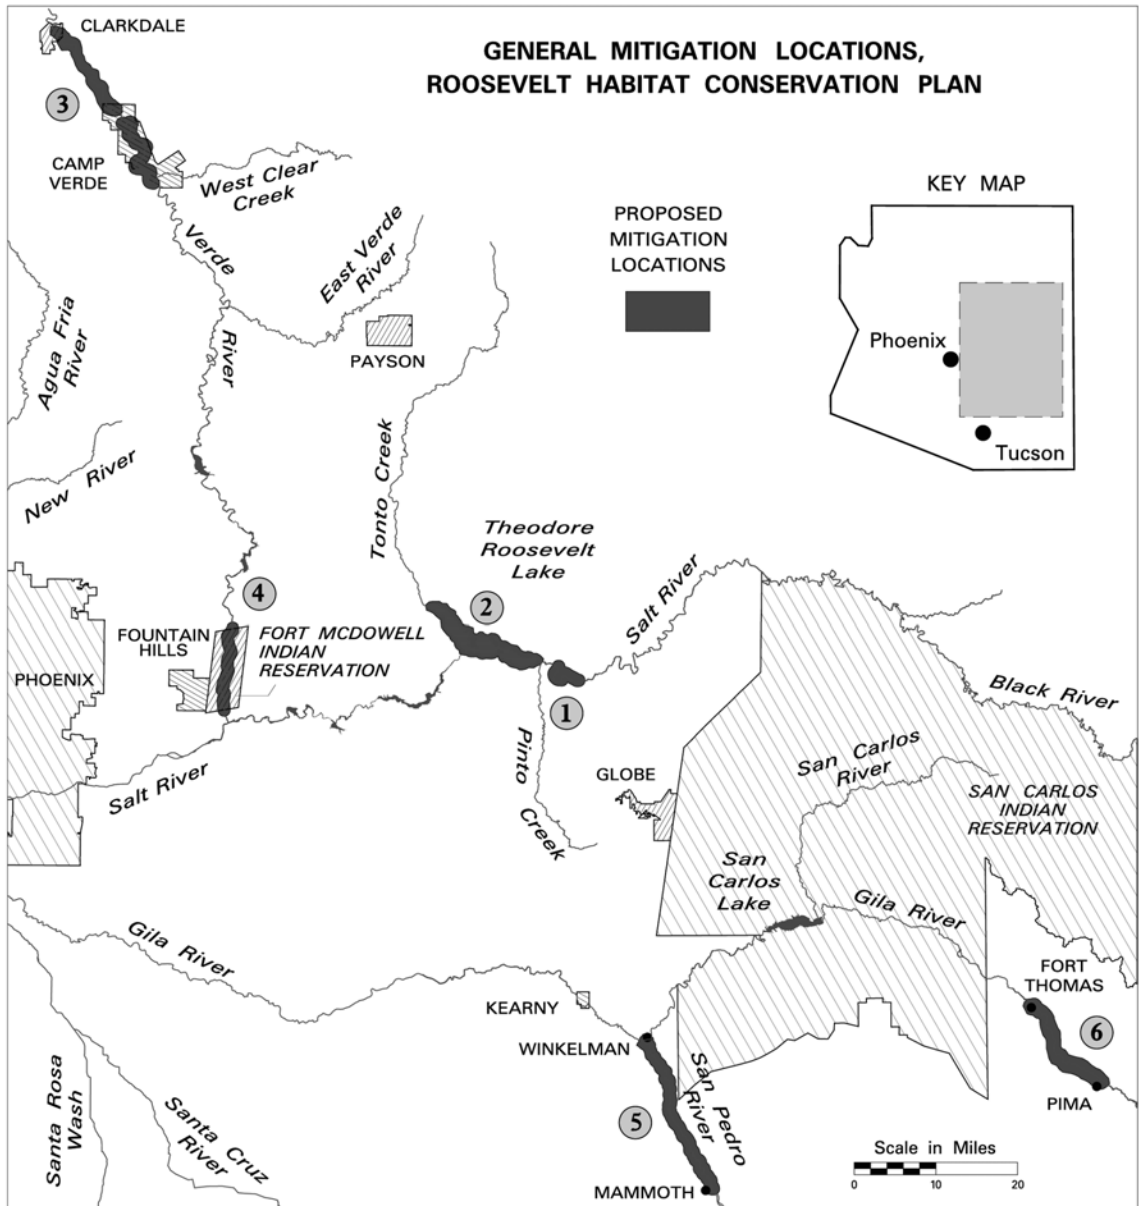 CLARKDALE
GENERAL MITIGATION LOCATIONS,
ROOSEVELT HABITAT CONSERVATION PLAN
3
CAMP
VERDE
West Clear
Creek
PROPOSED
MITIGATION
LOCATIONS
KEY MAP
Phoenix
Tucson
Verde
River
East Verde
River
PAYSON
Agua Fria
River
New River
Tonto Creek
Theodore
Roosevelt
Lake
4
2
Salt River
FOUNTAIN
HILLS
FORT MCDOWELL
INDIAN
RESERVATION
PHOENIX
1
Black River
Salt River
Pinto
Creek
GLOBE
San Carlos
River
SAN CARLOS
INDIAN
RESERVATION
San
Carlos
Lake
Gila River
Gila River
FORT
THOMAS
KEARNY
WINKELMAN
6
PIMA
San Pedro
River
5
Santa Rosa
Wash
Santa Cruz
River
MAMMOTH
Scale in Miles
0 10 20